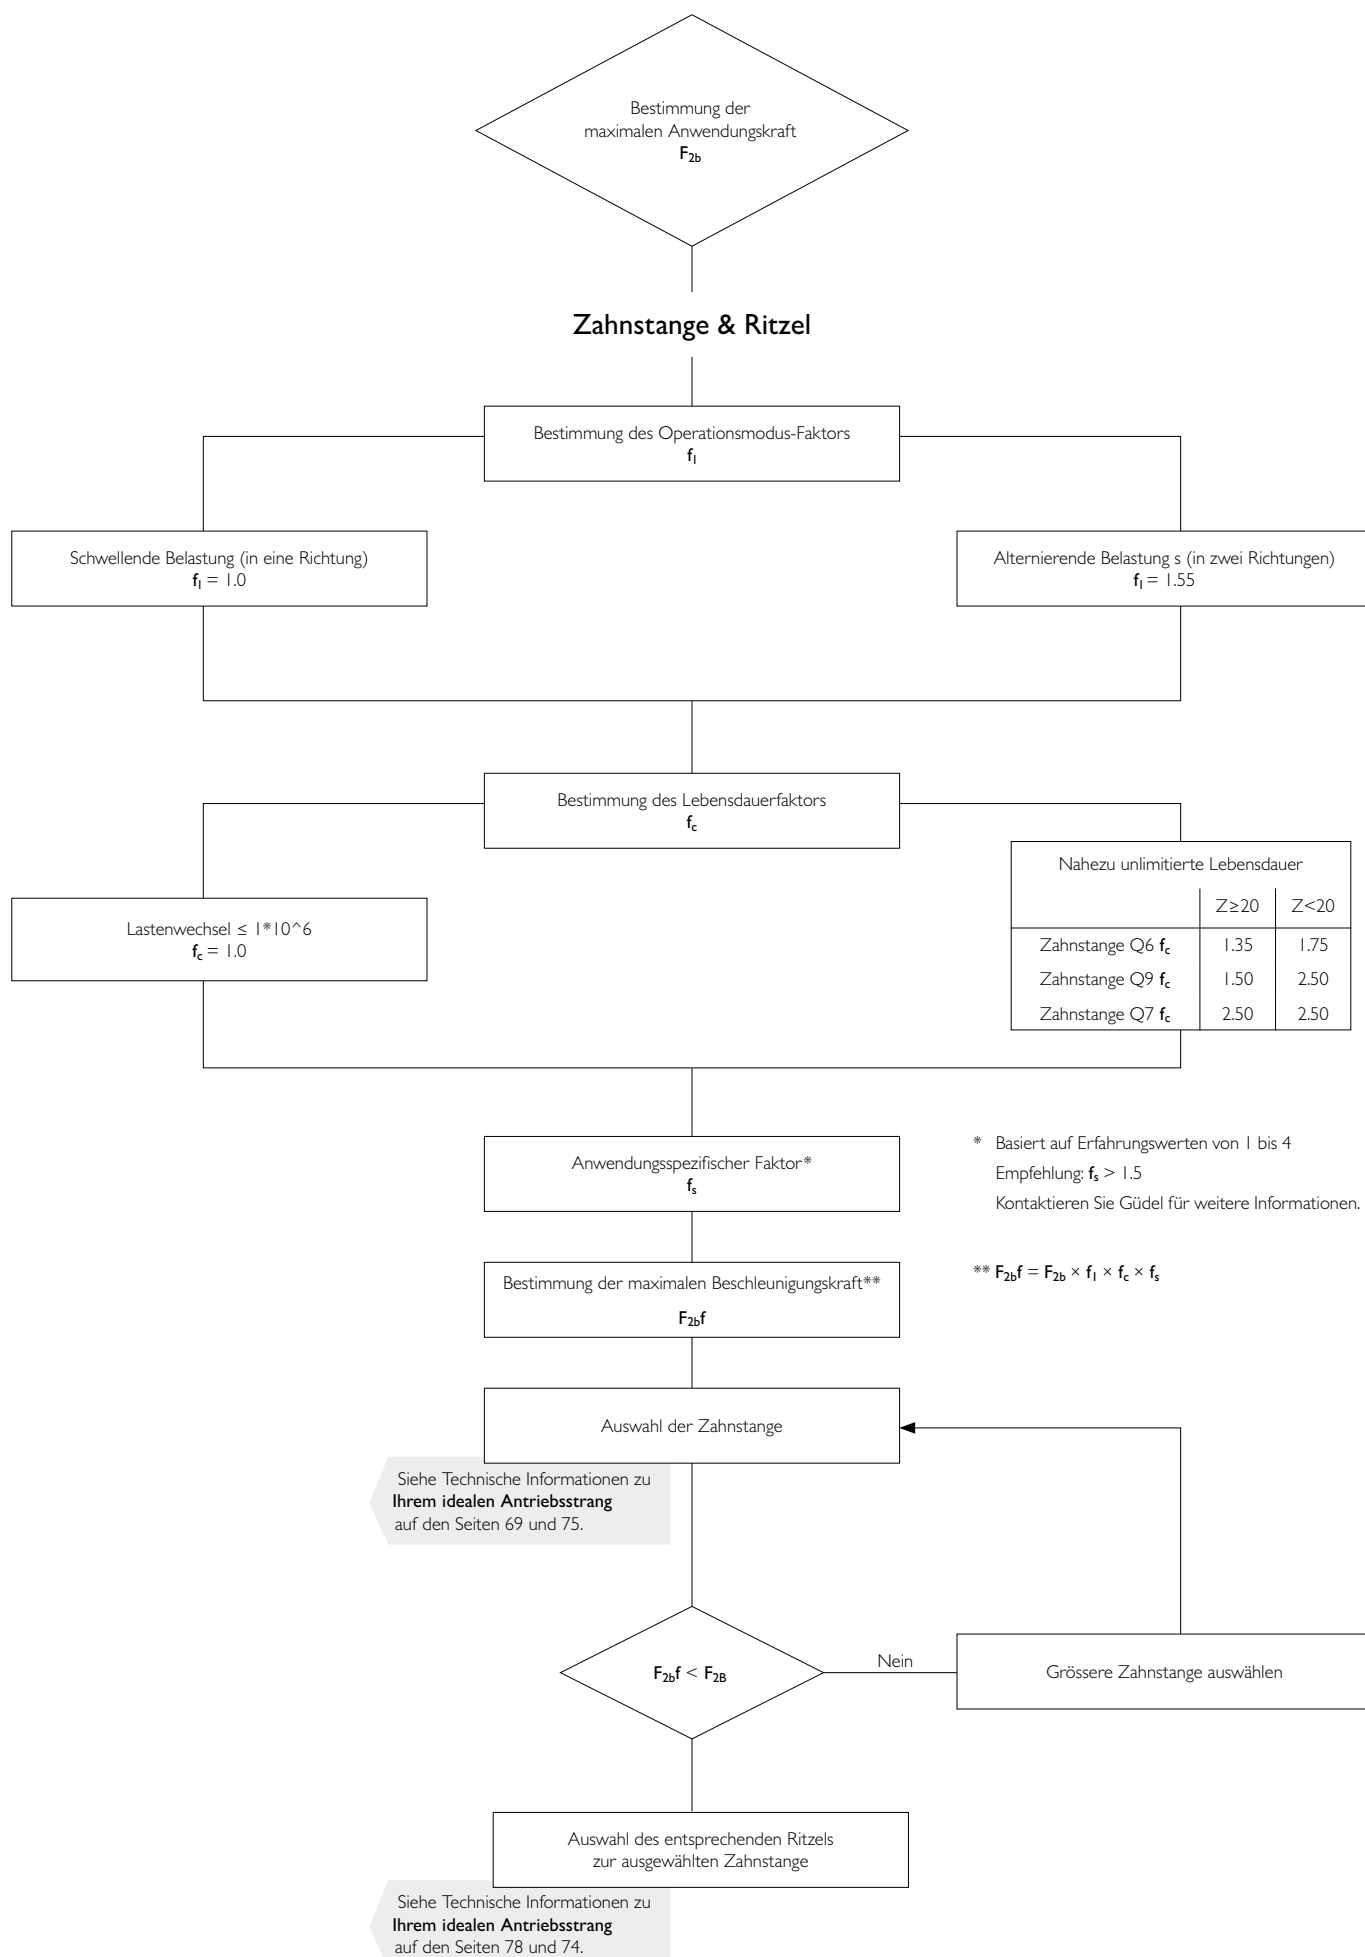 Bestimmung der
maximalen Anwendungskraft
F2b
Zahnstange & Ritzel
Bestimmung des Operationsmodus-Faktors
fl
Schwellende Belastung (in eine Richtung)
fl = 1.0
Alternierende Belastung s (in zwei Richtungen)
fl = 1.55
Bestimmung des Lebensdauerfaktors
fc
Lastenwechsel ≤ 1*10^6
fc = 1.0
Nahezu unlimitierte Lebensdauer
Z≥20 Z<20
Zahnstange Q6 fc 1.35 1.75
Zahnstange Q9 fc 1.50 2.50
Zahnstange Q7 fc 2.50 2.50
Anwendungsspezifischer Faktor*
fs
* Basiert auf Erfahrungswerten von 1 bis 4
Empfehlung: fs > 1.5
Kontaktieren Sie Güdel für weitere Informationen.
Bestimmung der maximalen Beschleunigungskraft**
F2bf
** F2bf = F2b × fl × fc × fs
Auswahl der Zahnstange
Siehe Technische Informationen zu
Ihrem idealen Antriebsstrang
auf den Seiten 69 und 75.
F2bf < F2B
Nein
Grössere Zahnstange auswählen
Auswahl des entsprechenden Ritzels
zur ausgewählten Zahnstange
Siehe Technische Informationen zu
Ihrem idealen Antriebsstrang
auf den Seiten 78 und 74.